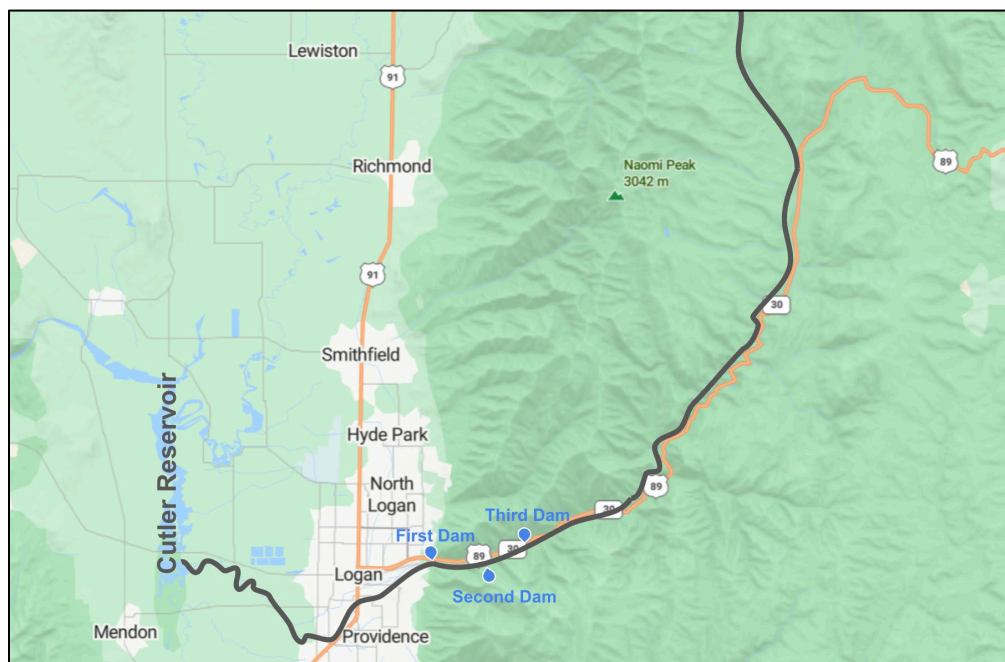 Lewiston
91
Richmond
Naomi Peak
3042 m
89
91
30
Smithfield
Cutler Reservoir
Hyde Park
North
Logan
89
30
Third Dam
First Dam
89
30
Logan
Second Dam
Mendon
Providence